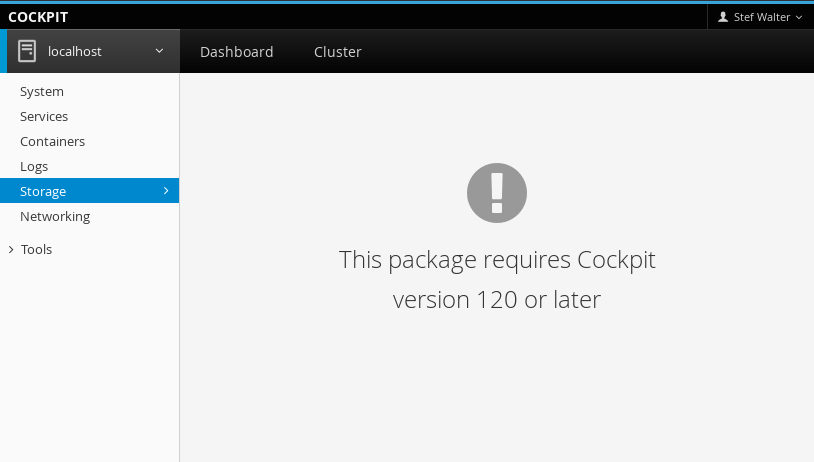 COCKPIT
Stef Walter
localhost
Dashboard
Cluster
System
Services
Containers
Logs
Storage
Networking
Tools
This package requires Cockpit
version 120 or later